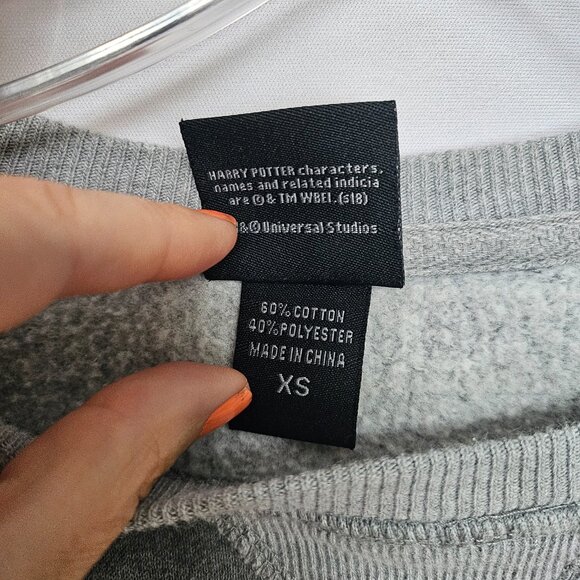 HARRY POTTER characters,
names and related indicia
are © & TM WBEI. (s18)
&© Universal Studios
60% COTTON
40% POLYESTER
MADE IN CHINA
XS